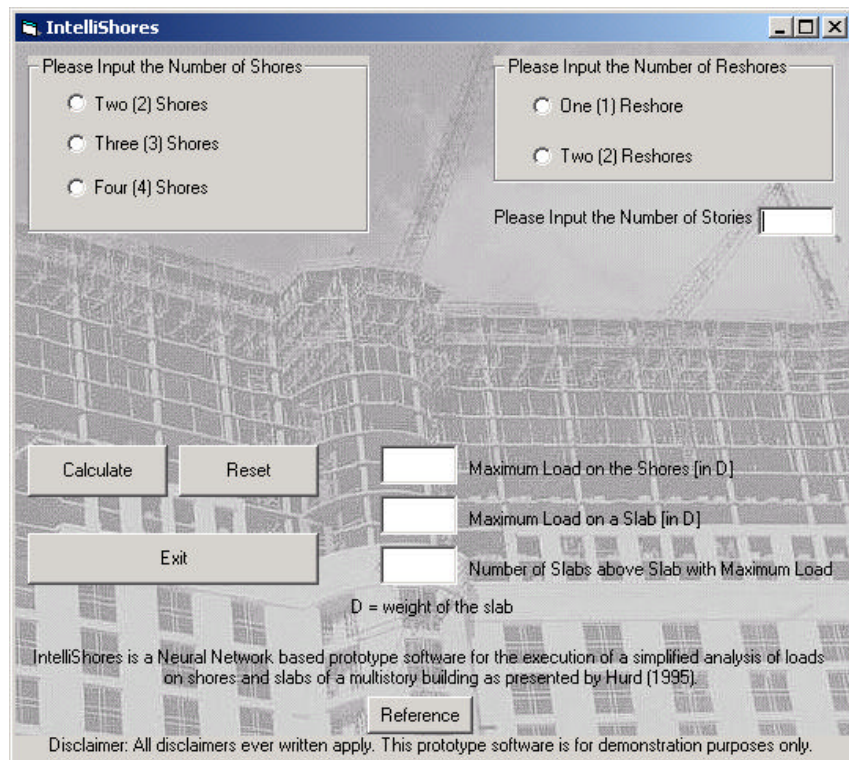 IntelliShores
Please Input the Number of Shores
Two (2) Shores
Three (3) Shores
Four (4) Shores
Please Input the Number of Reshores
One (1) Reshore
Two (2) Reshores
Please Input the Number of Stories
Calculate
Reset
Exit
Maximum Load on the Shores [in D]
Maximum Load on a Slab [in D]
Number of Slabs above Slab with Maximum Load
D = weight of the slab
IntelliShores is a Neural Network based prototype software for the execution of a simplified analysis of loads
on shores and slabs of a multistory building as presented by Hurd (1995).
Reference
Disclaimer: All disclaimers ever written apply. This prototype software is for demonstration purposes only.